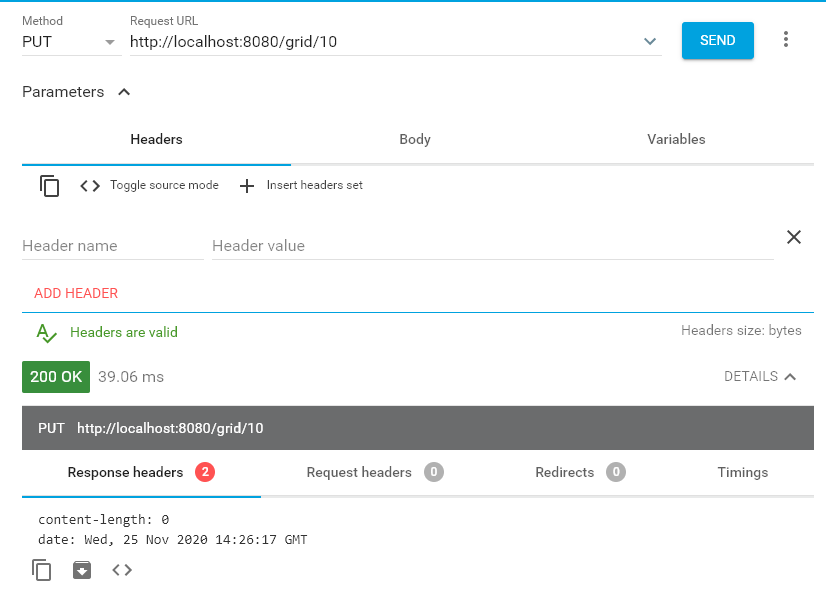 Method Request URL
PUT http://localhost:8080/grid/10 SEND
Parameters
Headers Body Variables
Toggle source mode Insert headers set
Header name Header value
ADD HEADER
Headers are valid Headers size: bytes
200 OK 39.06 ms DETAILS
PUT http://localhost:8080/grid/10
Response headers 2 Request headers 0 Redirects 0 Timings
content-length: 0
date: Wed, 25 Nov 2020 14:26:17 GMT